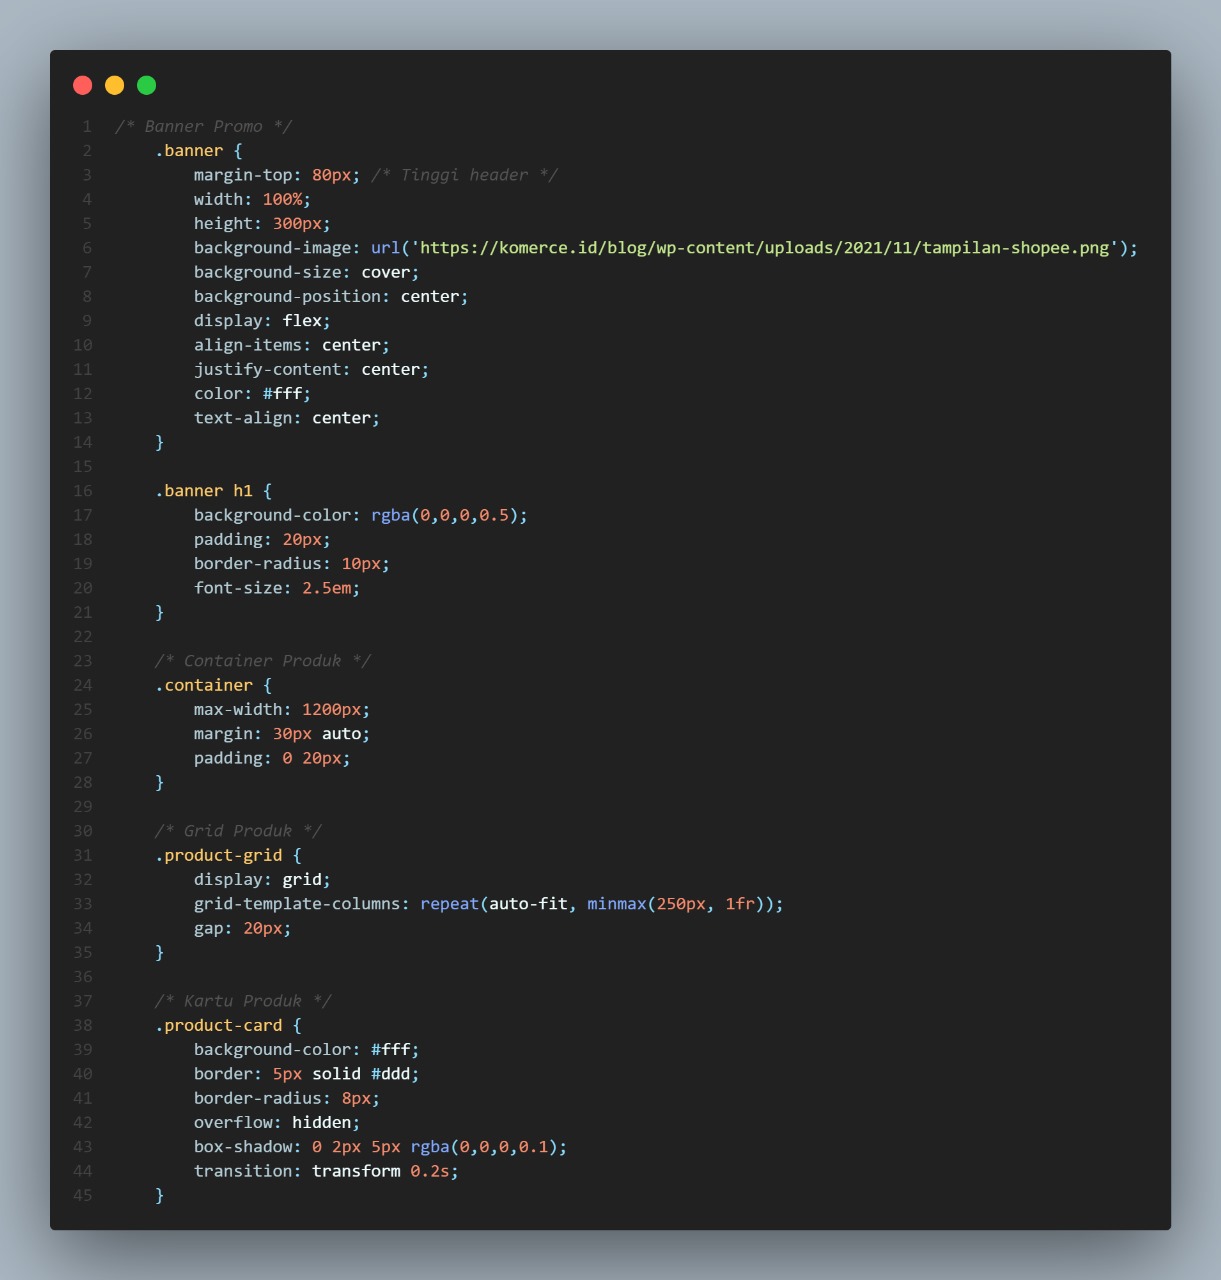 1 /* Banner Promo */
2     .banner {
3         margin-top: 80px; /* Tinggi header */
4         width: 100%;
5         height: 300px;
6         background-image: url('https://komerce.id/blog/wp-content/uploads/2021/11/tampilan-shopee.png');
7         background-size: cover;
8         background-position: center;
9         display: flex;
10         align-items: center;
11         justify-content: center;
12         color: #fff;
13         text-align: center;
14     }
15
16     .banner h1 {
17         background-color: rgba(0,0,0,0.5);
18         padding: 20px;
19         border-radius: 10px;
20         font-size: 2.5em;
21     }
22
23     /* Container Produk */
24     .container {
25         max-width: 1200px;
26         margin: 30px auto;
27         padding: 0 20px;
28     }
29
30     /* Grid Produk */
31     .product-grid {
32         display: grid;
33         grid-template-columns: repeat(auto-fit, minmax(250px, 1fr));
34         gap: 20px;
35     }
36
37     /* Kartu Produk */
38     .product-card {
39         background-color: #fff;
40         border: 5px solid #ddd;
41         border-radius: 8px;
42         overflow: hidden;
43         box-shadow: 0 2px 5px rgba(0,0,0,0.1);
44         transition: transform 0.2s;
45     }